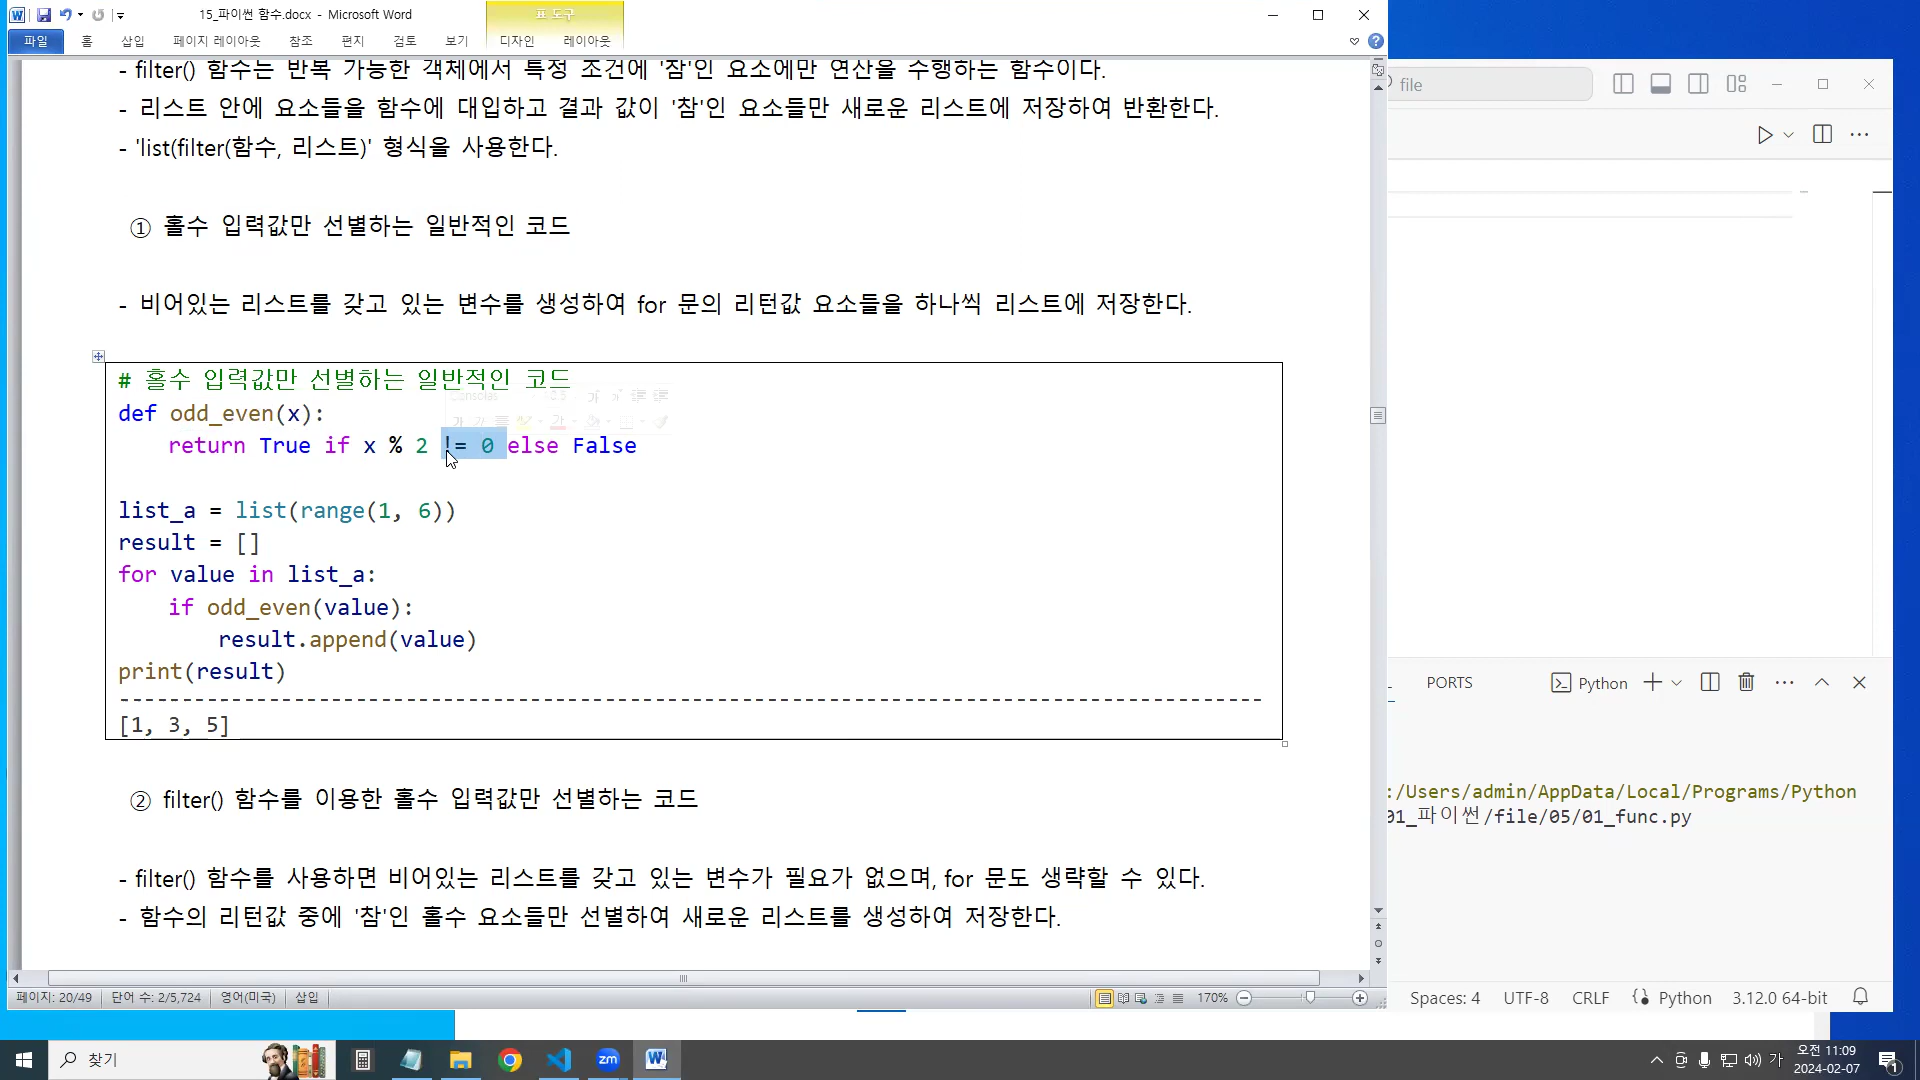 15_파이썬 함수.docx - Microsoft Word
표 도구
파일 홈 삽입 페이지 레이아웃 참조 편지 검토 보기 디자인 레이아웃
- filter() 함수는 반복 가능한 객체에서 특정 조건에 '참'인 요소에만 연산을 수행하는 함수이다.
- 리스트 안에 요소들을 함수에 대입하고 결과 값이 '참'인 요소들만 새로운 리스트에 저장하여 반환한다.
- 'list(filter(함수, 리스트)' 형식을 사용한다.
① 홀수 입력값만 선별하는 일반적인 코드
- 비어있는 리스트를 갖고 있는 변수를 생성하여 for 문의 리턴값 요소들을 하나씩 리스트에 저장한다.
# 홀수 입력값만 선별하는 일반적인 코드
def odd_even(x):
return True if x % 2 != 0 else False
list_a = list(range(1, 6))
result = []
for value in list_a:
if odd_even(value):
result.append(value)
print(result)
--------------------------------------------------------------------------------------------
[1, 3, 5]
② filter() 함수를 이용한 홀수 입력값만 선별하는 코드
- filter() 함수를 사용하면 비어있는 리스트를 갖고 있는 변수가 필요가 없으며, for 문도 생략할 수 있다.
- 함수의 리턴값 중에 '참'인 홀수 요소들만 선별하여 새로운 리스트를 생성하여 저장한다.
페이지: 20/49 단어 수: 2/5,724 영어(미국) 삽입 170%
file
PORTS Python
:/Users/admin/AppData/Local/Programs/Python
01_파이썬/file/05/01_func.py
Spaces: 4 UTF-8 CRLF Python 3.12.0 64-bit
찾기
zm
가
오전 11:09
2024-02-07
1